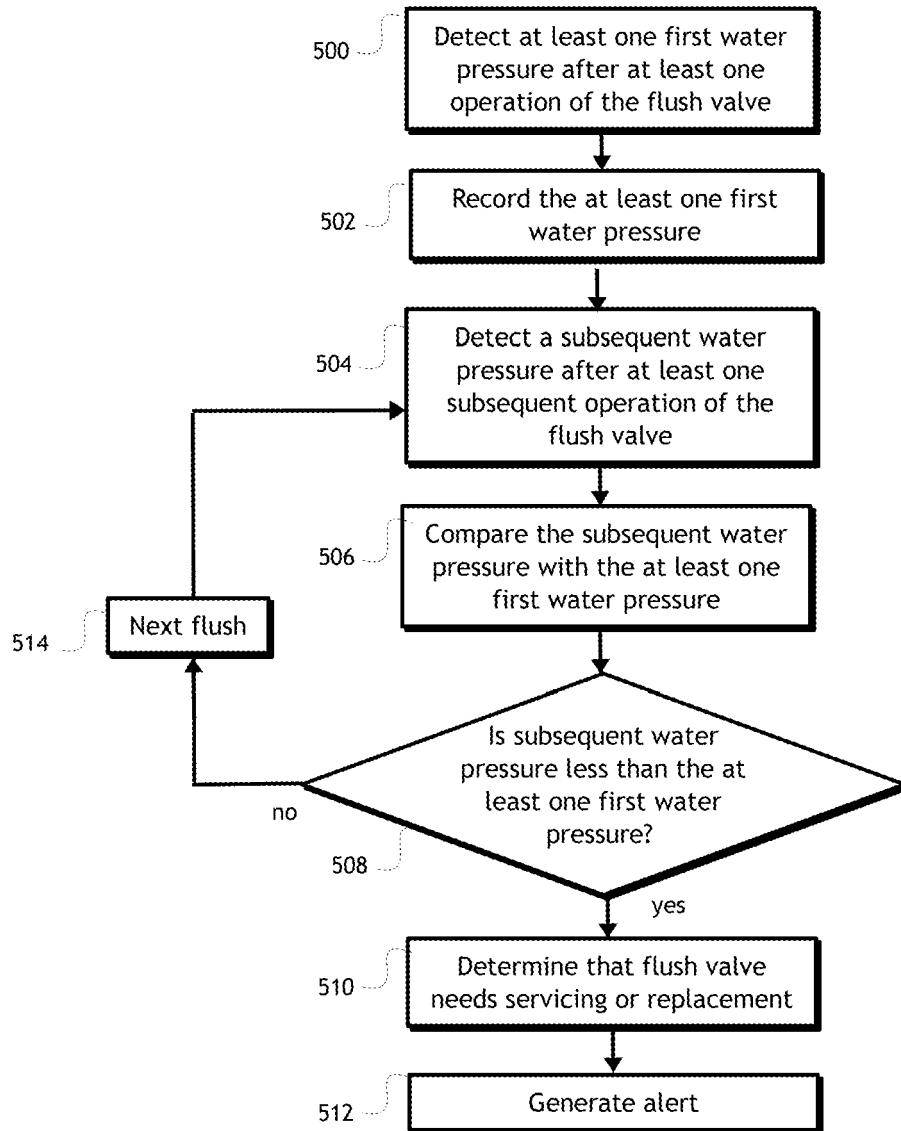 500
Detect at least one first water
pressure after at least one
operation of the flush valve
502
Record the at least one first
water pressure
504
Detect a subsequent water
pressure after at least one
subsequent operation of the
flush valve
506
Compare the subsequent water
pressure with the at least one
first water pressure
514
Next flush
Is subsequent water
pressure less than the at
least one first water
pressure?
no
508
yes
510
Determine that flush valve
needs servicing or replacement
512
Generate alert